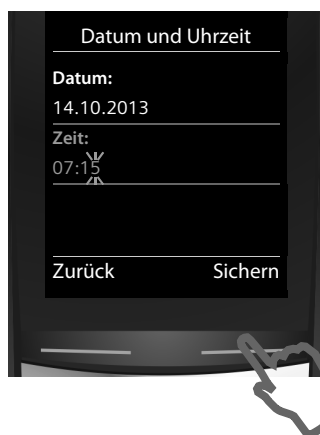 Datum und Uhrzeit
Datum:
14.10.2013
Zeit:
07:15
Zurück Sichern